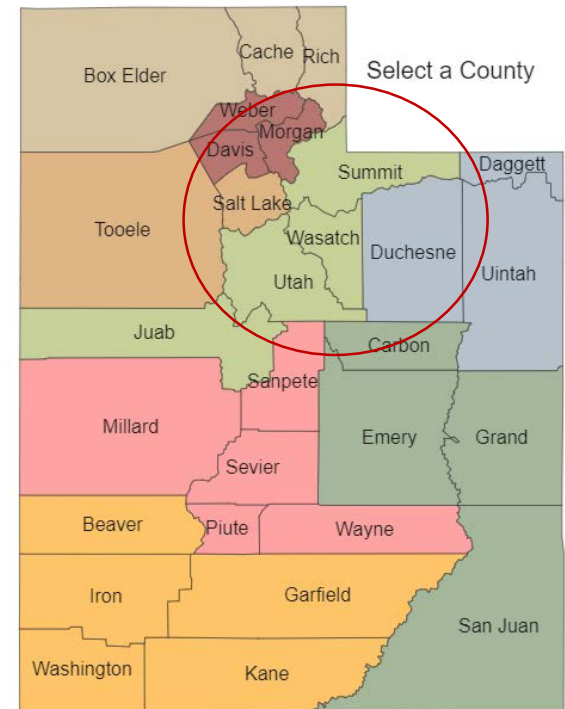 Cache
Rich
Box Elder
Select a County
Weber
Morgan
Davis
Summit
Daggett
Salt Lake
Tooele
Wasatch
Duchesne
Uintah
Utah
Juab
Carbon
Sanpete
Millard
Emery
Grand
Sevier
Beaver
Piute
Wayne
Iron
Garfield
San Juan
Washington
Kane